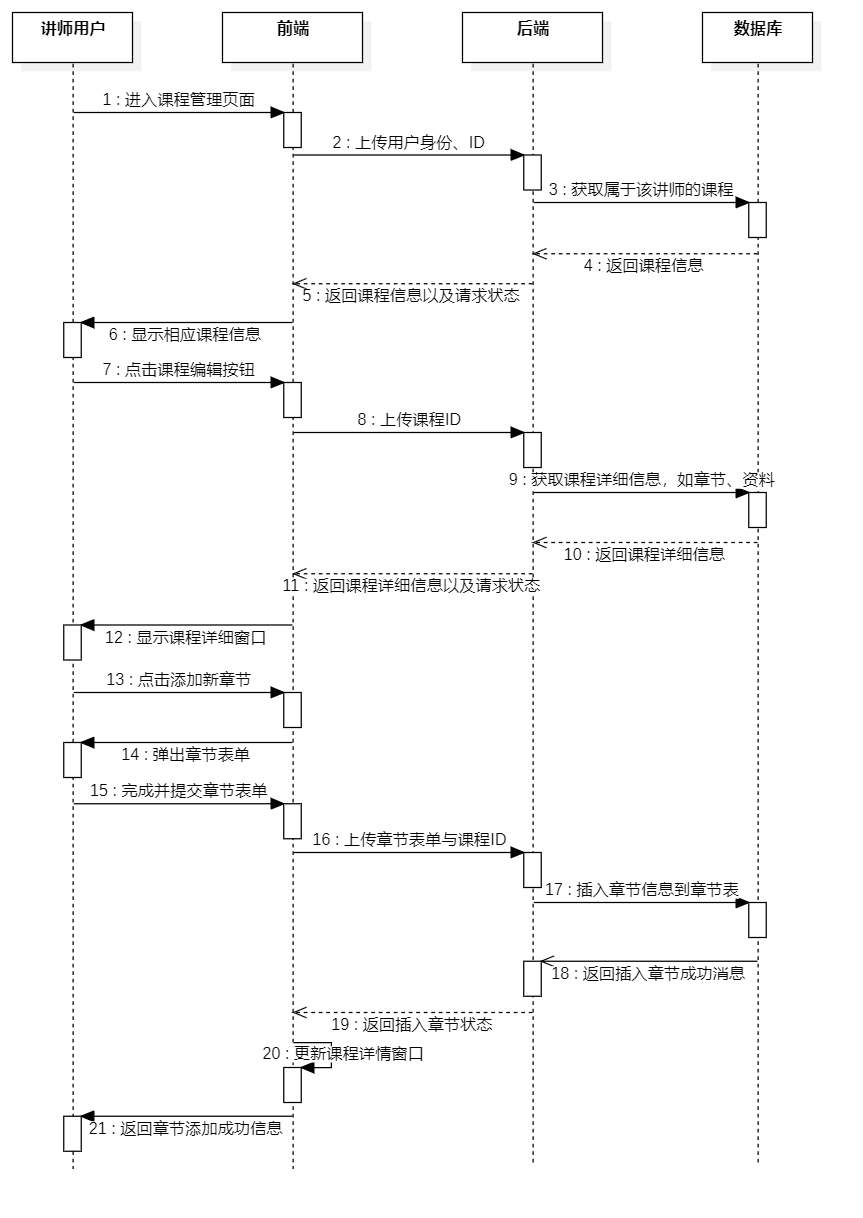 讲师用户
前端
后端
数据库
1 : 进入课程管理页面
2 : 上传用户身份、ID
3 : 获取属于该讲师的课程
4 : 返回课程信息
5 : 返回课程信息以及请求状态
6 : 显示相应课程信息
7 : 点击课程编辑按钮
8 : 上传课程ID
9 : 获取课程详细信息，如章节、资料
10 : 返回课程详细信息
11 : 返回课程详细信息以及请求状态
12 : 显示课程详细窗口
13 : 点击添加新章节
14 : 弹出章节表单
15 : 完成并提交章节表单
16 : 上传章节表单与课程ID
17 : 插入章节信息到章节表
18 : 返回插入章节成功消息
19 : 返回插入章节状态
20 : 更新课程详情窗口
21 : 返回章节添加成功信息